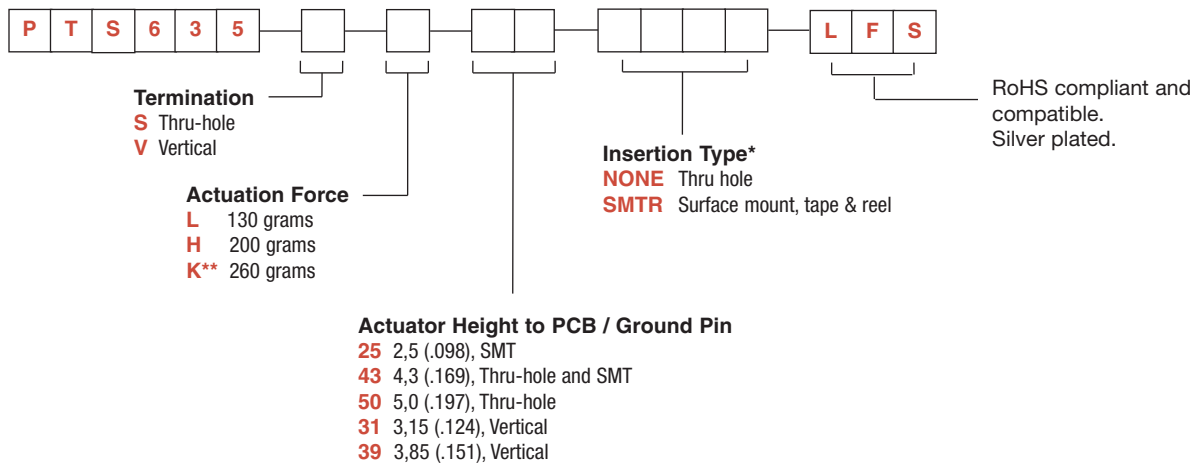 P T S 6 3 5 L F S
RoHS compliant and
compatible.
Silver plated.
Termination
S Thru-hole
V Vertical
Insertion Type*
NONE Thru hole
SMTR Surface mount, tape & reel
Actuation Force
L 130 grams
H 200 grams
K** 260 grams
Actuator Height to PCB / Ground Pin
25 2,5 (.098), SMT
43 4,3 (.169), Thru-hole and SMT
50 5,0 (.197), Thru-hole
31 3,15 (.124), Vertical
39 3,85 (.151), Vertical